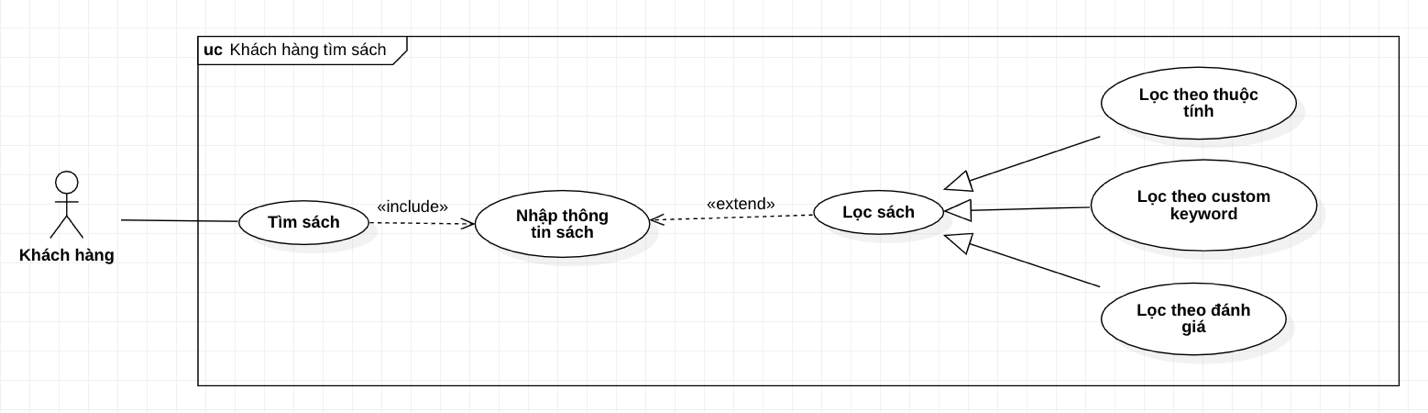 uc Khách hàng tìm sách
Khách hàng
Tìm sách
«include»
Nhập thông
tin sách
«extend»
Lọc sách
Lọc theo thuộc
tính
Lọc theo custom
keyword
Lọc theo đánh
giá